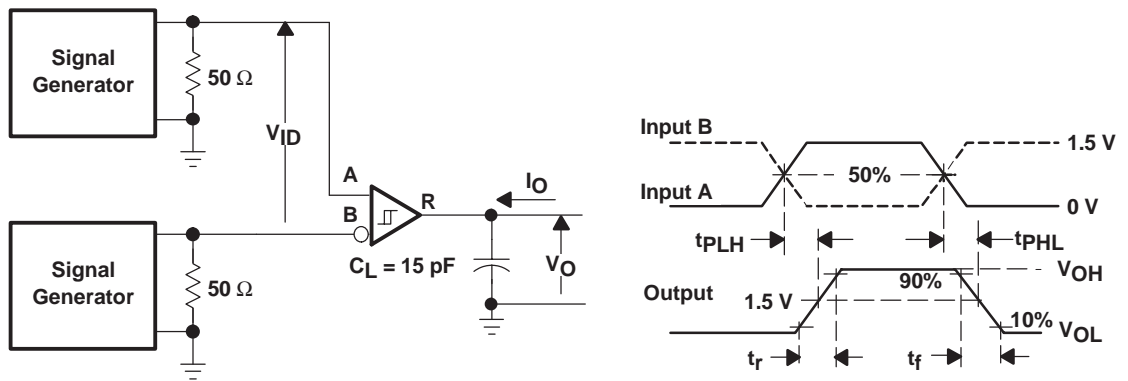 Signal
Generator
50 Ω
VID
A
B
R
IO
CL = 15 pF
VO
Signal
Generator
50 Ω
Input B
1.5 V
50%
Input A
0 V
tPLH
tPHL
VOH
90%
Output
1.5 V
10%
VOL
tr
tf